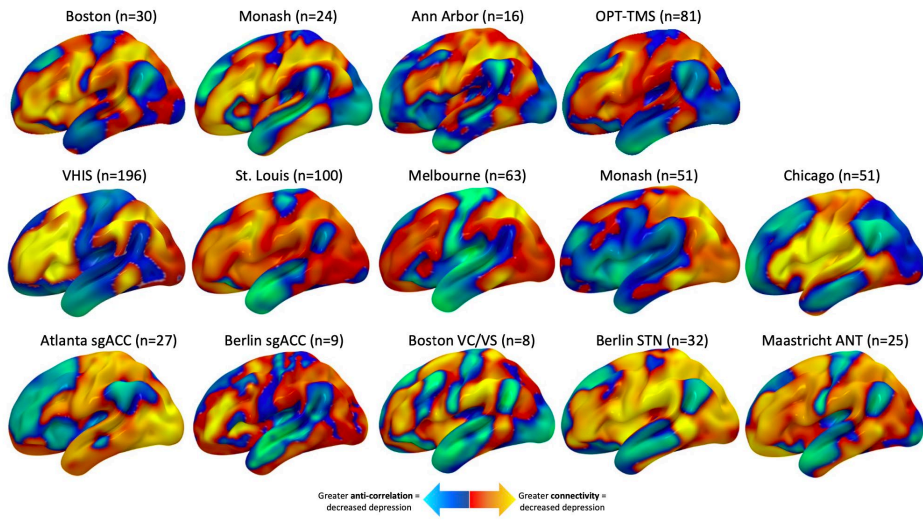 Boston (n=30)
Monash (n=24)
Ann Arbor (n=16)
OPT-TMS (n=81)
VHIS (n=196)
St. Louis (n=100)
Melbourne (n=63)
Monash (n=51)
Chicago (n=51)
Atlanta sgACC (n=27)
Berlin sgACC (n=9)
Boston VC/VS (n=8)
Berlin STN (n=32)
Maastricht ANT (n=25)
Greater anti-correlation =
decreased depression
Greater connectivity =
decreased depression